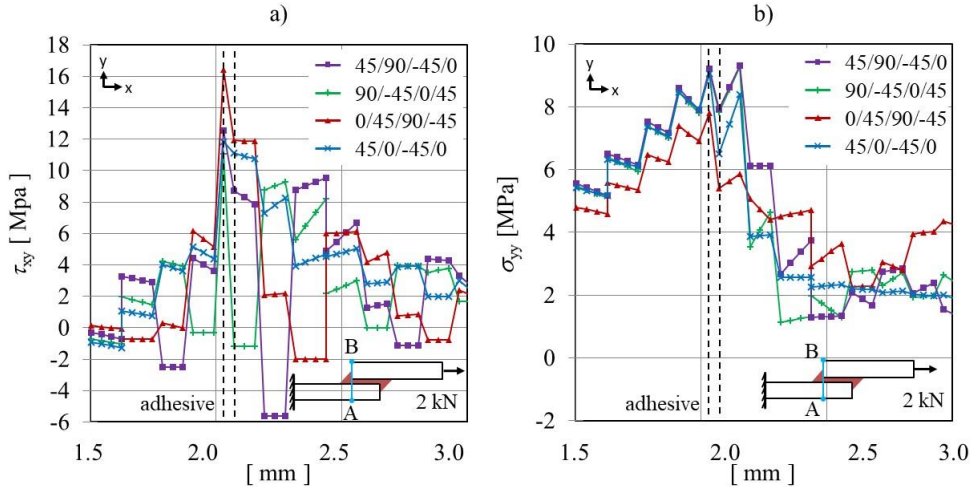 a)
τxy [ Mpa]
18
16
14
12
10
8
6
4
2
0
-2
-4
-6
y
x
45/90/-45/0
90/-45/0/45
0/45/90/-45
45/0/-45/0
adhesive
B
A
2 kN
1.5
2.0
2.5
3.0
[ mm]
b)
σyy [MPa]
10
8
6
4
2
0
-2
y
x
45/90/-45/0
90/-45/0/45
0/45/90/-45
45/0/-45/0
adhesive
B
A
2 kN
1.5
2.0
2.5
3.0
[ mm]